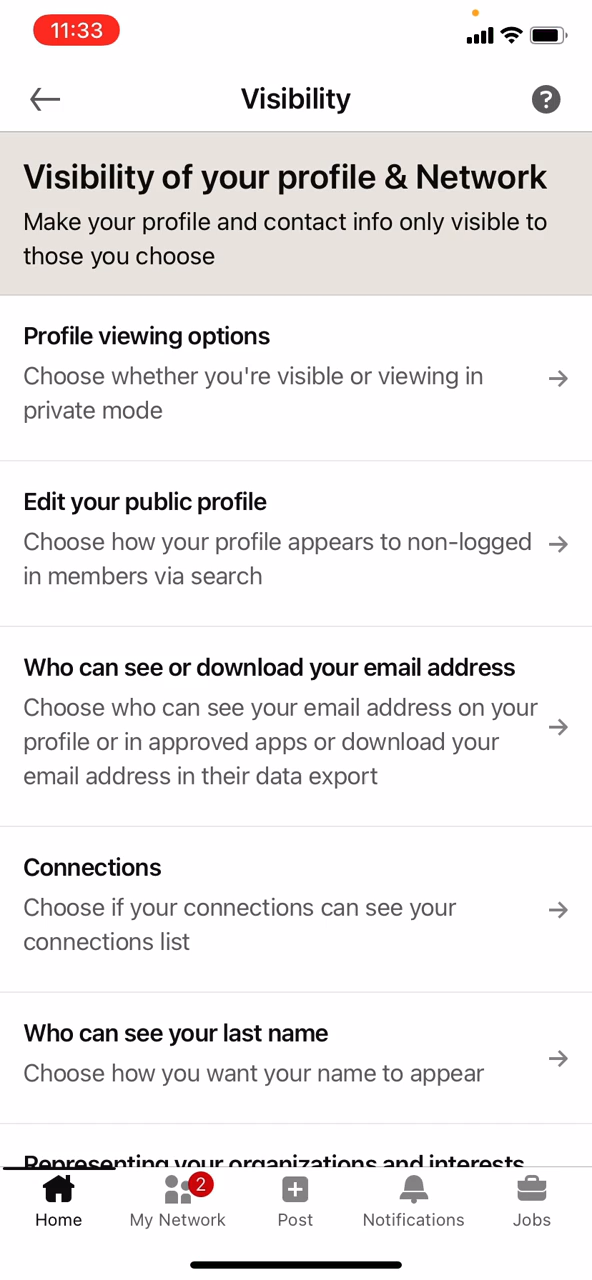 11:33
Visibility
?
Visibility of your profile & Network
Make your profile and contact info only visible to
those you choose
Profile viewing options
Choose whether you're visible or viewing in
private mode
Edit your public profile
Choose how your profile appears to non-logged
in members via search
Who can see or download your email address
Choose who can see your email address on your
profile or in approved apps or download your
email address in their data export
Connections
Choose if your connections can see your
connections list
Who can see your last name
Choose how you want your name to appear
Representing your organizations and interests
2
Home
My Network
Post
Notifications
Jobs